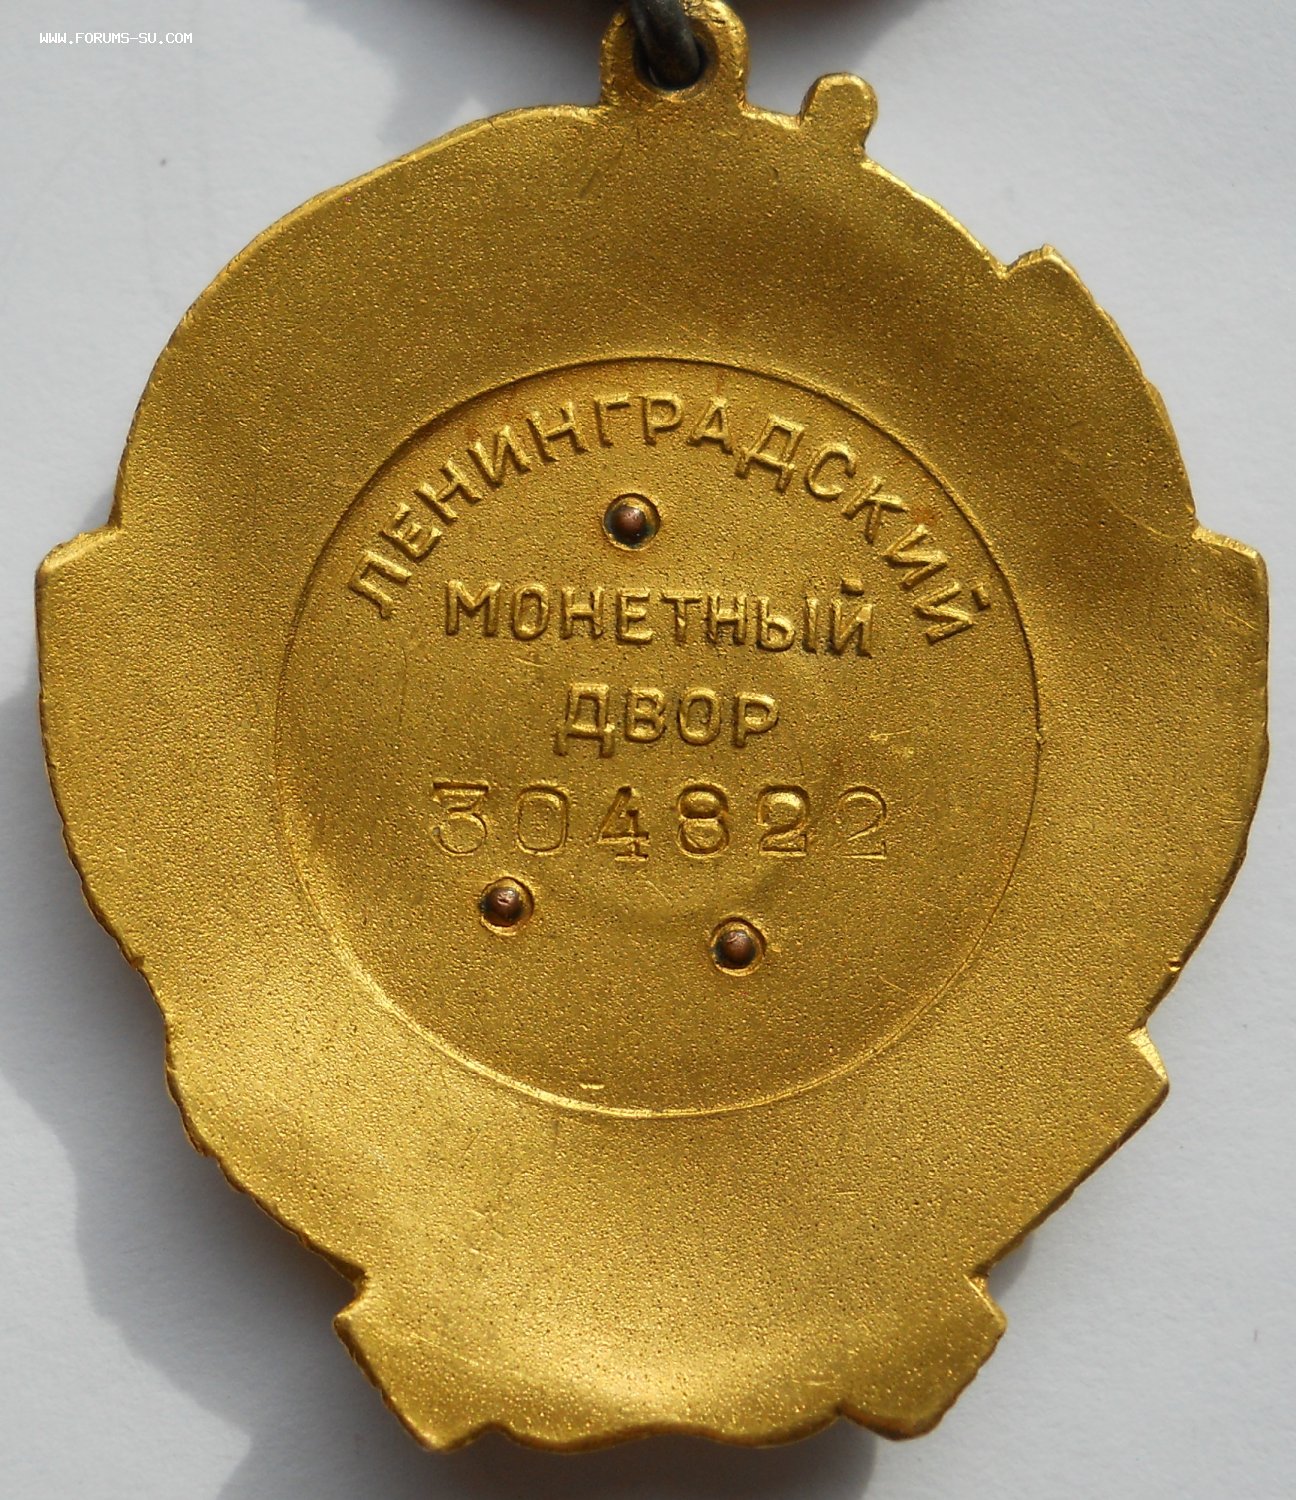 WWW.FORUMS-SU.COM
ЛЕНИНГРАДСКИЙ
МОНЕТНЫЙ
ДВОР
304822